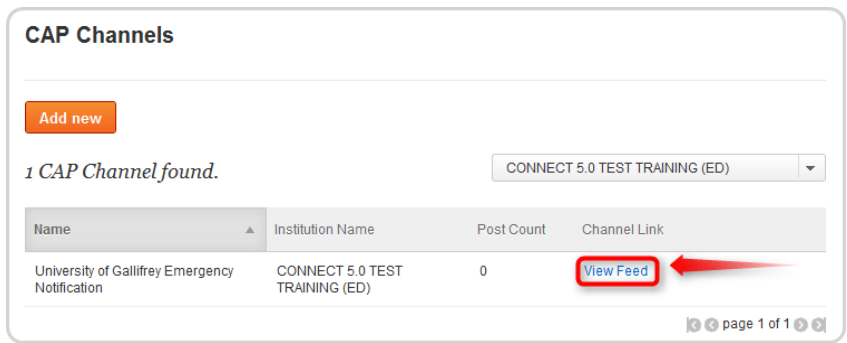 CAP Channels
Add new
1 CAP Channel found.
CONNECT 5.0 TEST TRAINING (ED)
Name Institution Name Post Count Channel Link
University of Gallifrey Emergency
Notification
CONNECT 5.0 TEST
TRAINING (ED)
0
View Feed
page 1 of 1